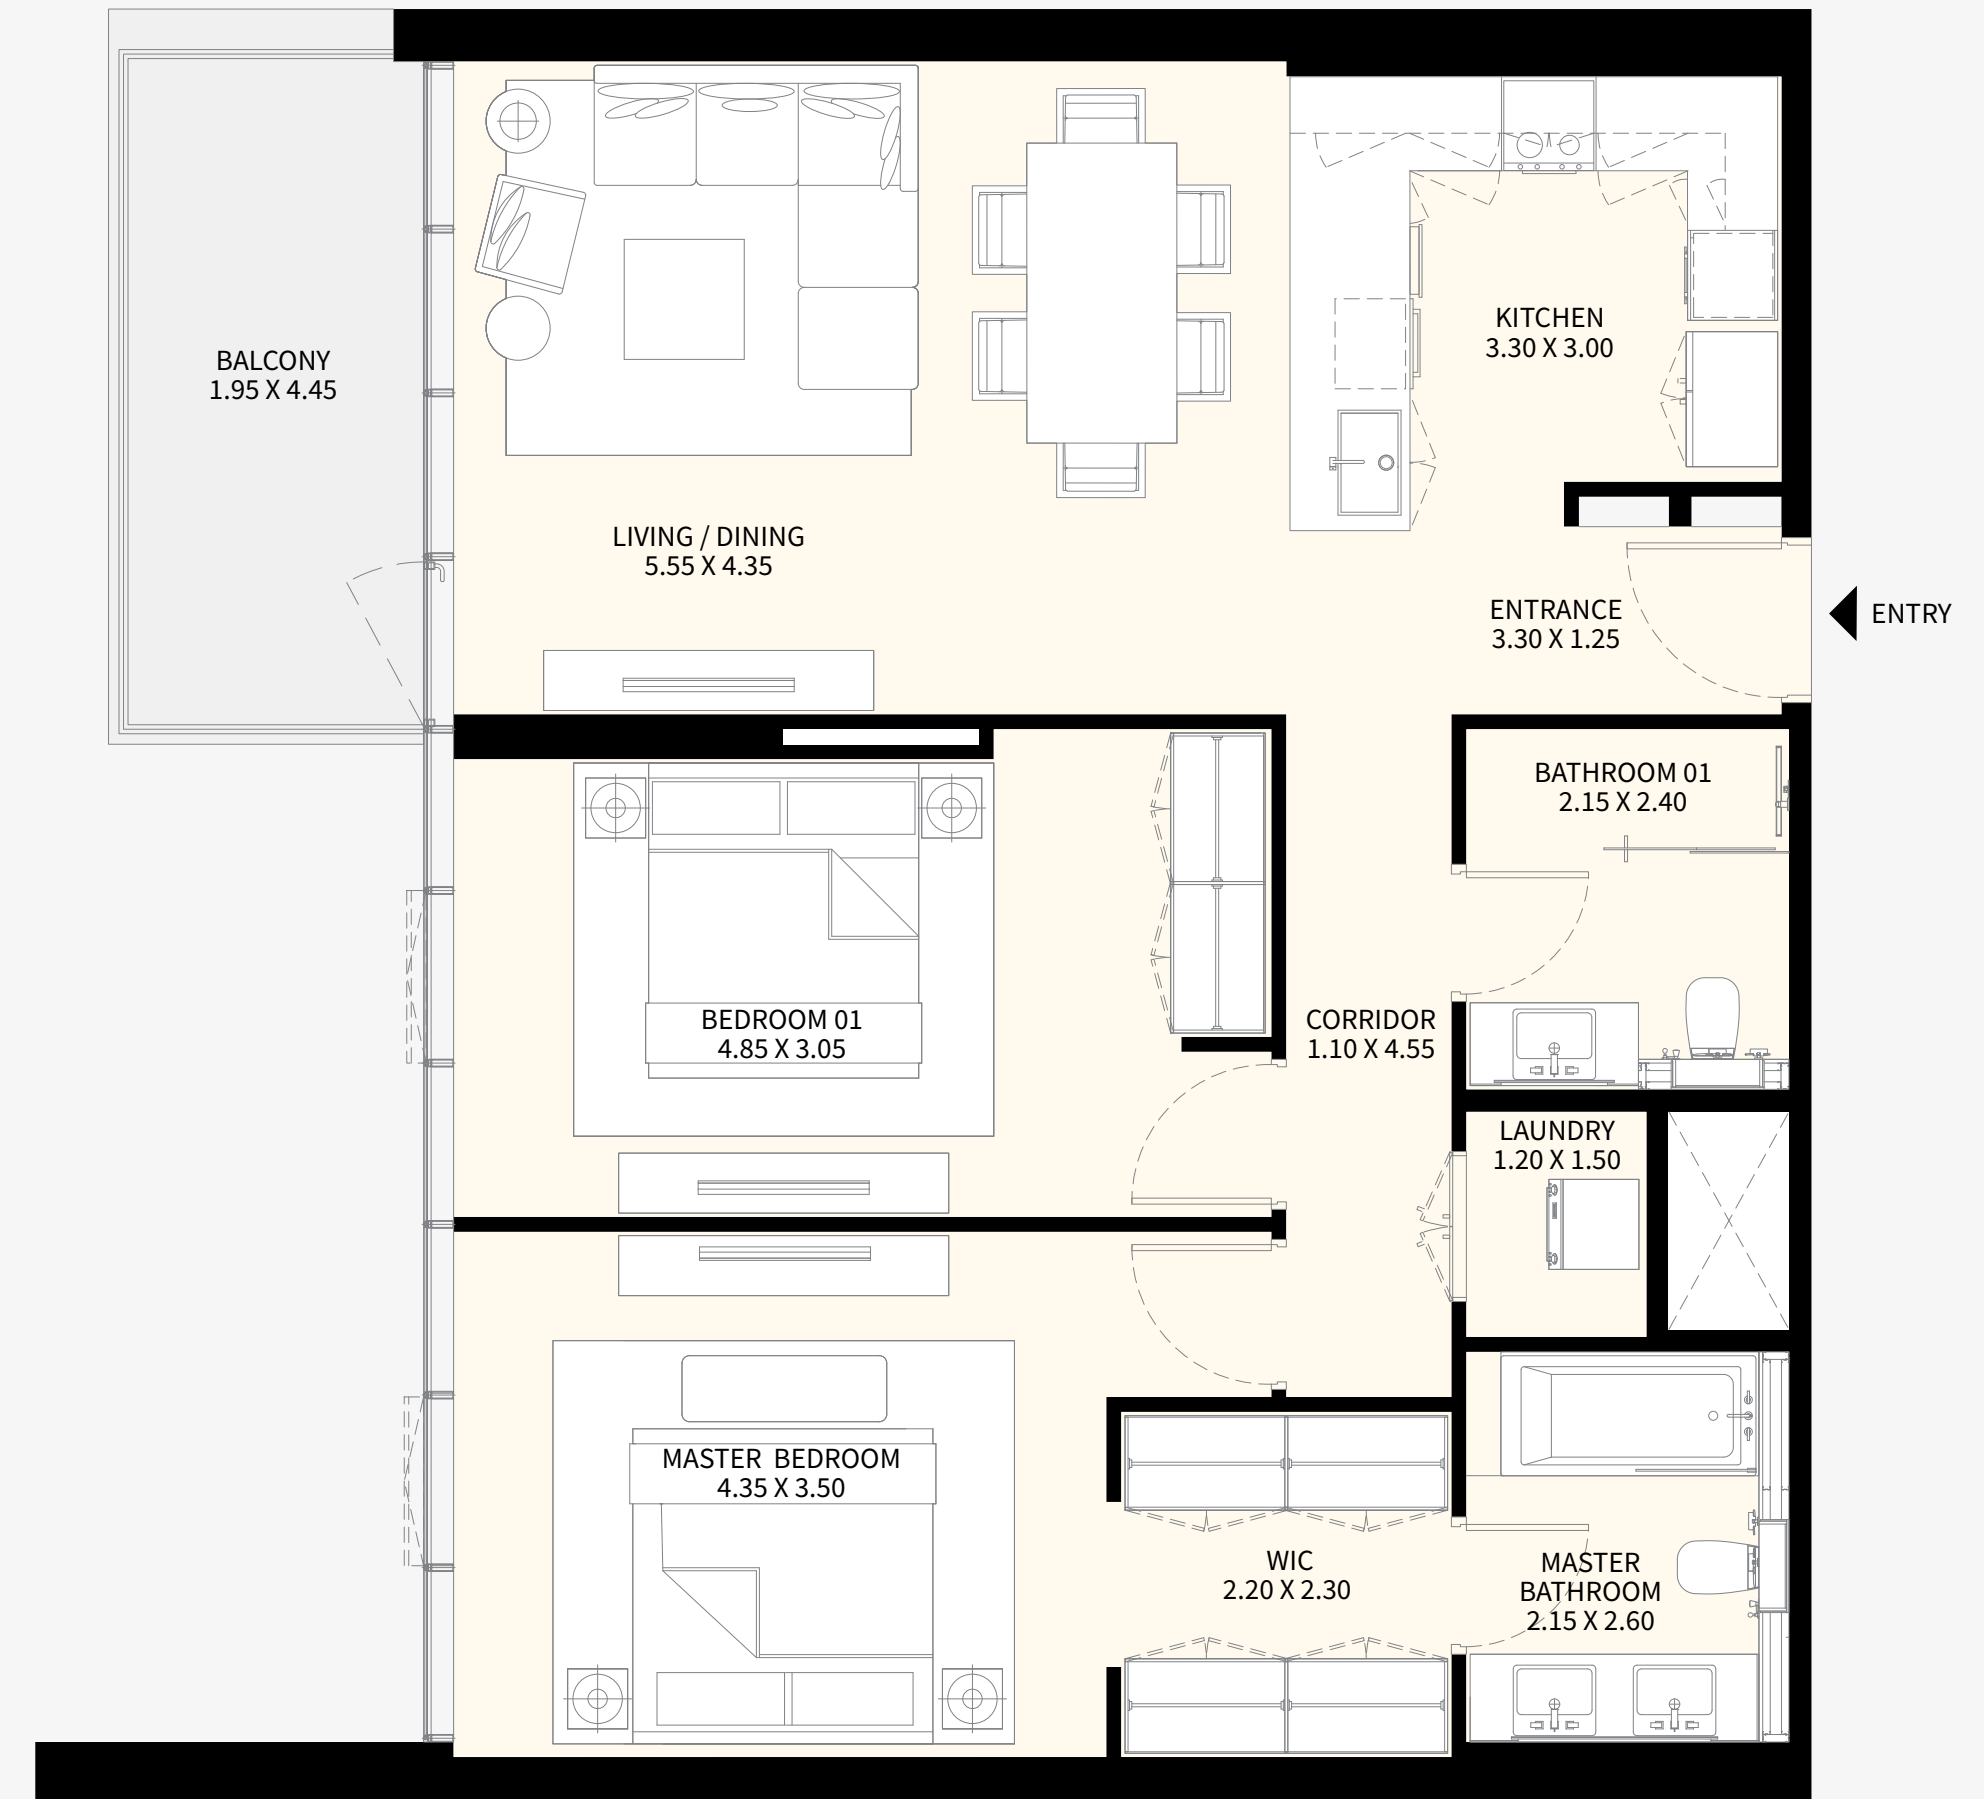 KITCHEN
3.30 X 3.00
BALCONY
1.95 X 4.45
LIVING / DINING
5.55 X 4.35
ENTRANCE
3.30 X 1.25
ENTRY
BATHROOM 01
2.15 X 2.40
BEDROOM 01
4.85 X 3.05
CORRIDOR
1.10 X 4.55
LAUNDRY
1.20 X 1.50
MASTER BEDROOM
4.35 X 3.50
WIC
2.20 X 2.30
MASTER
BATHROOM
2.15 X 2.60